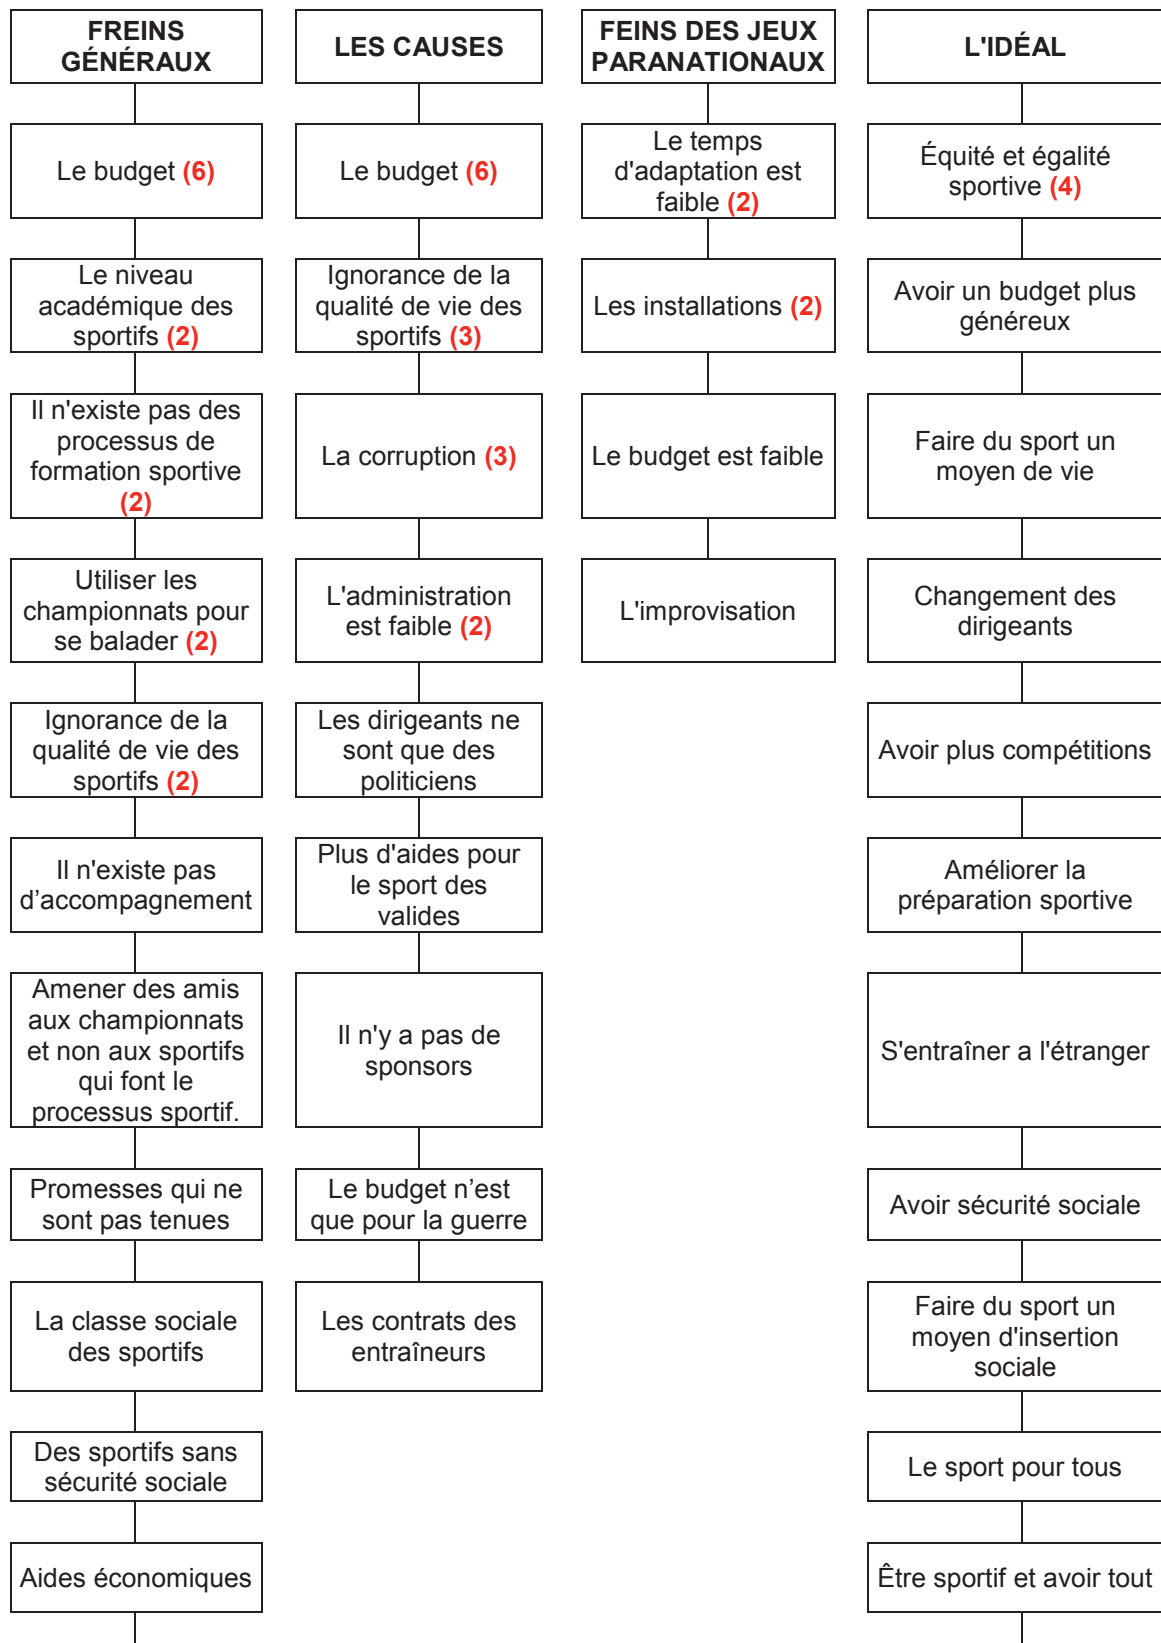 FREINS
GÉNÉRAUX
Le budget (6)
Le niveau
académique des
sportifs (2)
Il n'existe pas des
processus de
formation sportive
(2)
Utiliser les
championnats pour
se balader (2)
Ignorance de la
qualité de vie des
sportifs (2)
Il n'existe pas
d’accompagnement
Amener des amis
aux championnats
et non aux sportifs
qui font le
processus sportif.
Promesses qui ne
sont pas tenues
La classe sociale
des sportifs
Des sportifs sans
sécurité sociale
Aides économiques
LES CAUSES
Le budget (6)
Ignorance de la
qualité de vie des
sportifs (3)
La corruption (3)
L'administration
est faible (2)
Les dirigeants ne
sont que des
politiciens
Plus d'aides pour
le sport des
valides
Il n'y a pas de
sponsors
Le budget n’est
que pour la guerre
Les contrats des
entraîneurs
FEINS DES JEUX
PARANATIONAUX
Le temps
d'adaptation est
faible (2)
Les installations (2)
Le budget est faible
L'improvisation
L'IDÉAL
Équité et égalité
sportive (4)
Avoir un budget plus
généreux
Faire du sport un
moyen de vie
Changement des
dirigeants
Avoir plus compétitions
Améliorer la
préparation sportive
S'entraîner a l'étranger
Avoir sécurité sociale
Faire du sport un
moyen d'insertion
sociale
Le sport pour tous
Être sportif et avoir tout